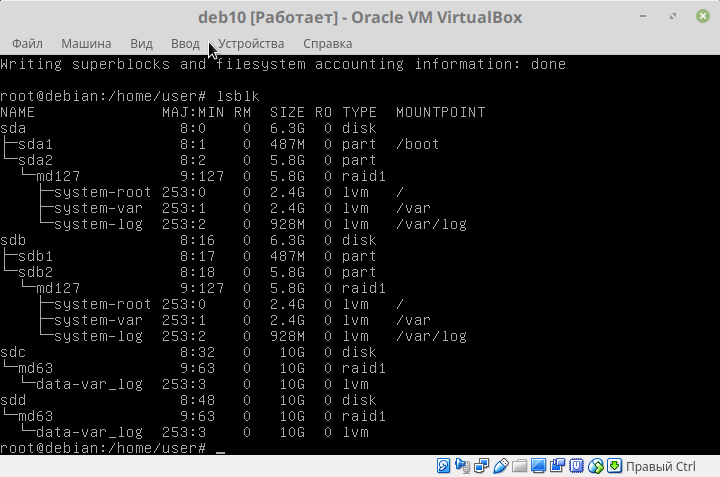 deb10 [Работает] - Oracle VM VirtualBox
Файл Машина Вид Ввод Устройства Справка
Writing superblocks and filesystem accounting information: done
root@debian:/home/user# lsblk
NAME MAJ:MIN RM SIZE RO TYPE MOUNTPOINT
sda 8:0 0 6.3G 0 disk
├─sda1 8:1 0 487M 0 part /boot
└─sda2 8:2 0 5.8G 0 part
└─md127 9:127 0 5.8G 0 raid1
├─system-root 253:0 0 2.4G 0 lvm /
├─system-var 253:1 0 2.4G 0 lvm /var
└─system-log 253:2 0 928M 0 lvm /var/log
sdb 8:16 0 6.3G 0 disk
├─sdb1 8:17 0 487M 0 part
└─sdb2 8:18 0 5.8G 0 part
└─md127 9:127 0 5.8G 0 raid1
├─system-root 253:0 0 2.4G 0 lvm /
├─system-var 253:1 0 2.4G 0 lvm /var
└─system-log 253:2 0 928M 0 lvm /var/log
sdc 8:32 0 10G 0 disk
└─md63 9:63 0 10G 0 raid1
└─data-var_log 253:3 0 10G 0 lvm
sdd 8:48 0 10G 0 disk
└─md63 9:63 0 10G 0 raid1
└─data-var_log 253:3 0 10G 0 lvm
root@debian:/home/user# _
Правый Ctrl